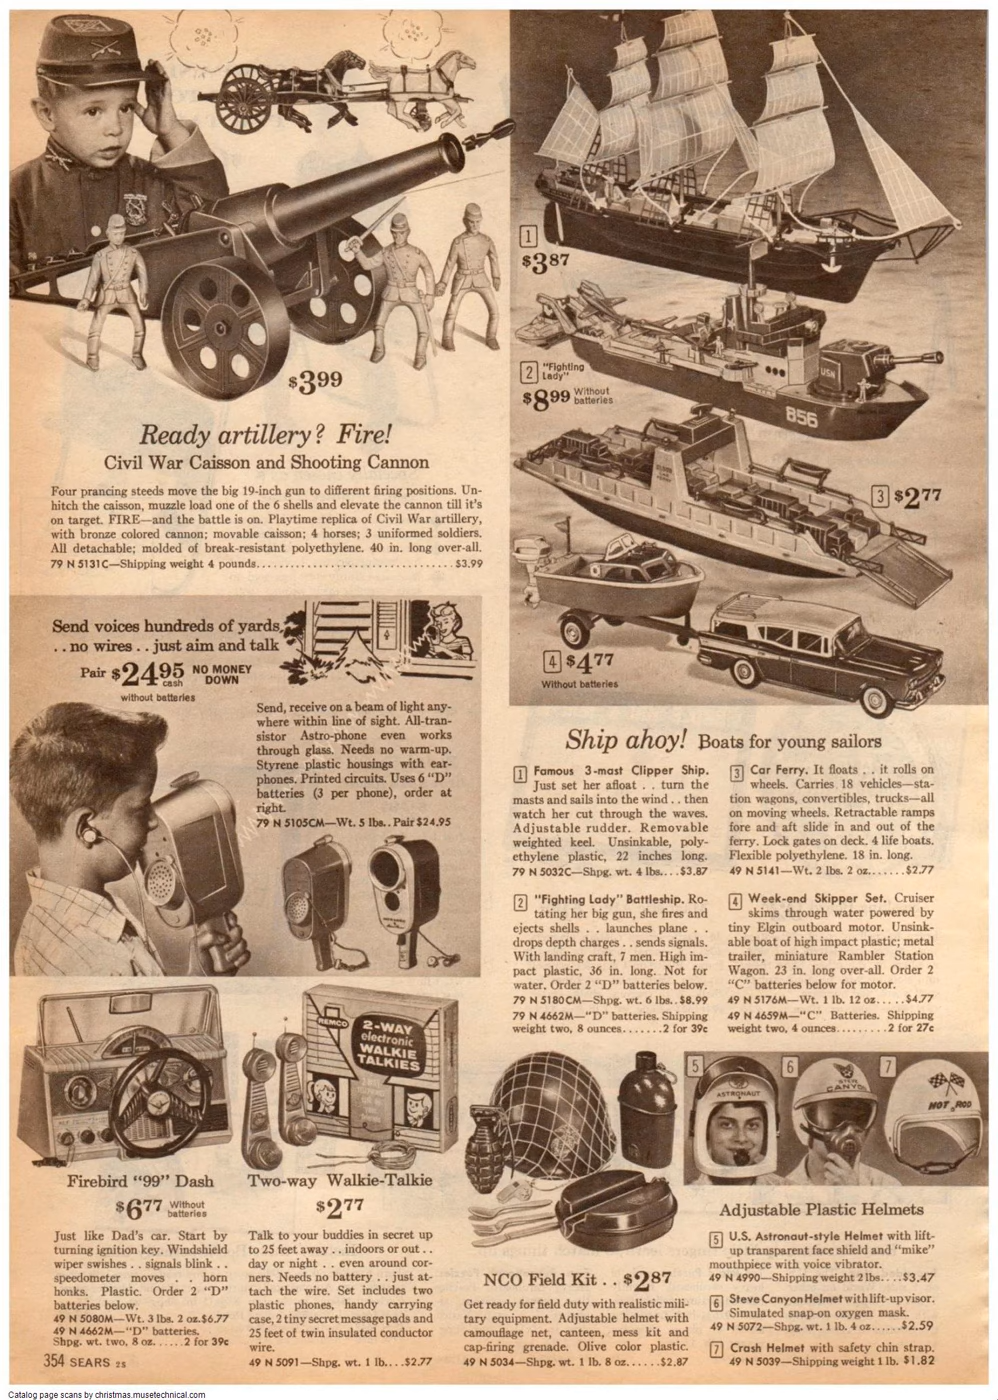 $3.99
Ready artillery? Fire!
Civil War Caisson and Shooting Cannon
Four prancing steeds move the big 19-inch gun to different firing positions. Un-
hitch the caisson, muzzle load one of the 6 shells and elevate the cannon till it's
on target. FIRE—and the battle is on. Playtime replica of Civil War artillery,
with bronze colored cannon; movable caisson; 4 horses; 3 uniformed soldiers.
All detachable; molded of break-resistant polyethylene. 40 in. long over-all.
79 N 5131C—Shipping weight 4 pounds...............................$3.99
1
$3.87
2 "Fighting
Lady"
$8.99 Without
batteries
USN
856
3 $2.77
4 $4.77
Without batteries
Send voices hundreds of yards,
. . no wires . . just aim and talk
Pair $24.95 cash NO MONEY
DOWN
without batteries
Send, receive on a beam of light any-
where within line of sight. All-tran-
sistor Astro-phone even works
through glass. Needs no warm-up.
Styrene plastic housings with ear-
phones. Printed circuits. Uses 6 "D"
batteries (3 per phone), order at
right.
79 N 5105CM—Wt. 5 lbs.. Pair $24.95
Ship ahoy! Boats for young sailors
1 Famous 3-mast Clipper Ship.
Just set her afloat . . turn the
masts and sails into the wind . . then
watch her cut through the waves.
Adjustable rudder. Removable
weighted keel. Unsinkable, poly-
ethylene plastic, 22 inches long.
79 N 5032C—Shpg. wt. 4 lbs....$3.87
2 "Fighting Lady" Battleship. Ro-
tating her big gun, she fires and
ejects shells . . launches plane . .
drops depth charges . . sends signals.
With landing craft, 7 men. High im-
pact plastic, 36 in. long. Not for
water. Order 2 "D" batteries below.
79 N 5180CM—Shpg. wt. 6 lbs..$8.99
79 N 4662M—"D" batteries. Shipping
weight two, 8 ounces.......2 for 39c
3 Car Ferry. It floats . . it rolls on
wheels. Carries 18 vehicles—sta-
tion wagons, convertibles, trucks—all
on moving wheels. Retractable ramps
fore and aft slide in and out of the
ferry. Lock gates on deck. 4 life boats.
Flexible polyethylene. 18 in. long.
49 N 5141—Wt. 2 lbs. 2 oz.......$2.77
4 Week-end Skipper Set. Cruiser
skims through water powered by
tiny Elgin outboard motor. Unsink-
able boat of high impact plastic; metal
trailer, miniature Rambler Station
Wagon. 23 in. long over-all. Order 2
"C" batteries below for motor.
49 N 5176M—Wt. 1 lb. 12 oz.....$4.77
49 N 4659M—"C" Batteries. Shipping
weight two, 4 ounces.........2 for 27c
Firebird "99" Dash
$6.77 Without
batteries
Just like Dad's car. Start by
turning ignition key. Windshield
wiper swishes . . signals blink . .
speedometer moves . . horn
honks. Plastic. Order 2 "D"
batteries below.
49 N 5080M—Wt. 3 lbs. 2 oz.$6.77
49 N 4662M—"D" batteries.
Shpg. wt. two, 8 oz......2 for 39c
REMCO
2-WAY
electronic
WALKIE
TALKIES
Two-way Walkie-Talkie
$2.77
Talk to your buddies in secret up
to 25 feet away . . indoors or out . .
day or night . . even around cor-
ners. Needs no battery . . just at-
tach the wire. Set includes two
plastic phones, handy carrying
case, 2 tiny secret message pads and
25 feet of twin insulated conductor
wire.
49 N 5091—Shpg. wt. 1 lb....$2.77
NCO Field Kit . . $2.87
Get ready for field duty with realistic mili-
tary equipment. Adjustable helmet with
camouflage net, canteen, mess kit and
cap-firing grenade. Olive color plastic.
49 N 5034—Shpg. wt. 1 lb. 8 oz......$2.87
5
ASTRONAUT
6
STEVE
CANYON
7
HOT ROD
Adjustable Plastic Helmets
5 U.S. Astronaut-style Helmet with lift-
up transparent face shield and "mike"
mouthpiece with voice vibrator.
49 N 4990—Shipping weight 2 lbs....$3.47
6 Steve Canyon Helmet with lift-up visor.
Simulated snap-on oxygen mask.
49 N 5072—Shpg. wt. 1 lb. 4 oz......$2.59
7 Crash Helmet with safety chin strap.
49 N 5039—Shipping weight 1 lb. $1.82
354 SEARS 2S
Catalog page scans by christmas.musetechnical.com